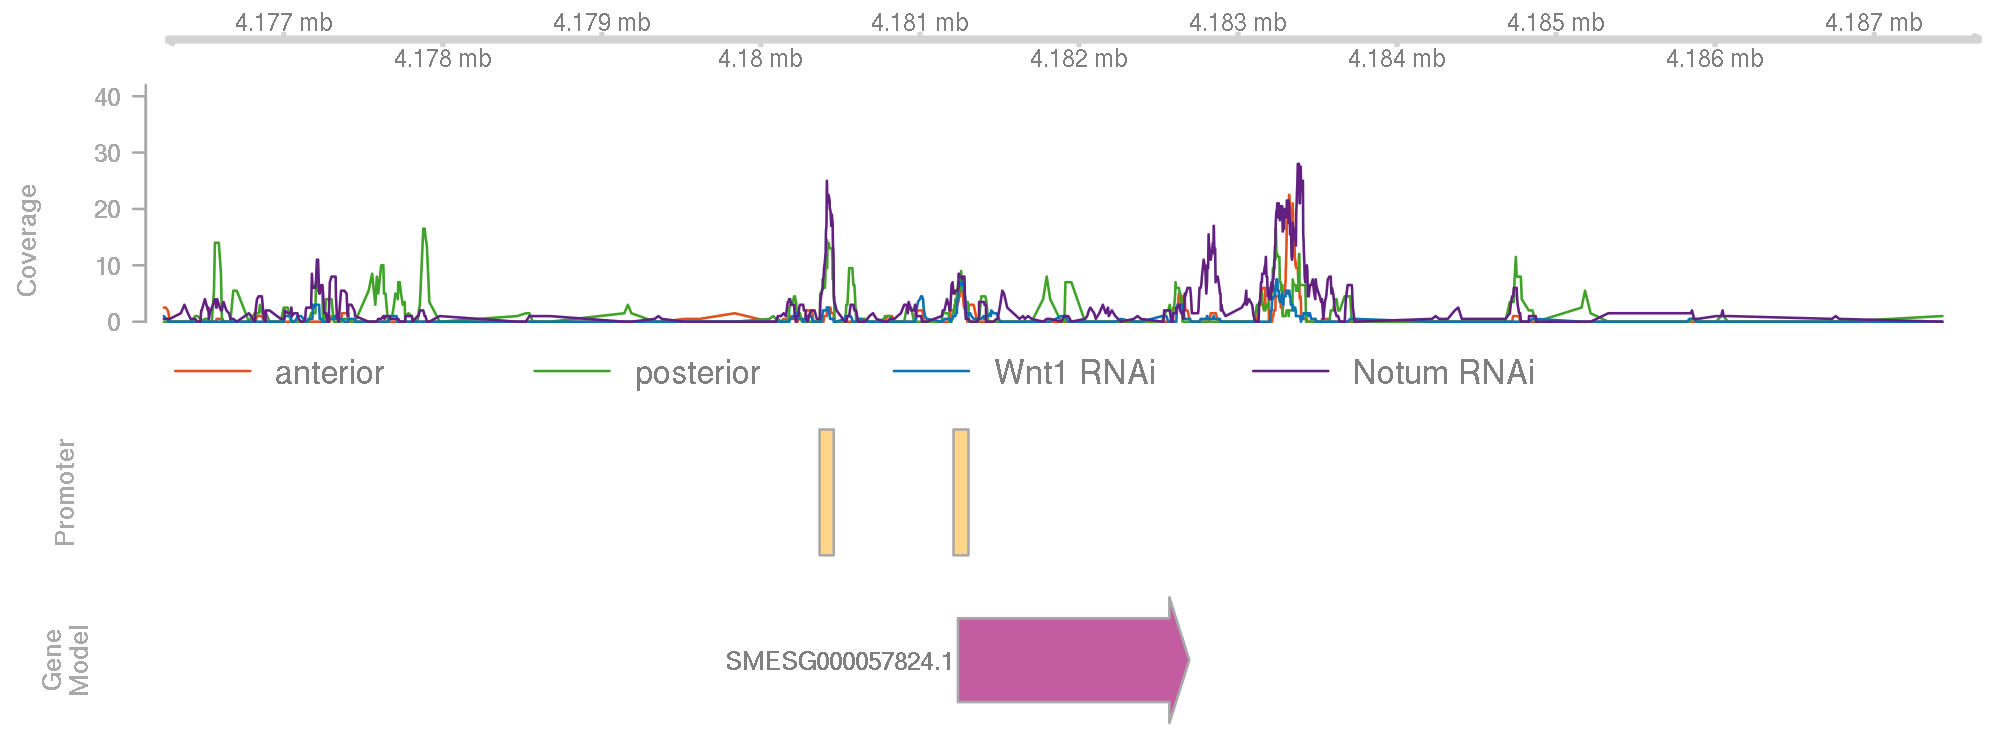 4.177 mb 4.179 mb 4.181 mb 4.183 mb 4.185 mb 4.187 mb
4.178 mb 4.18 mb 4.182 mb 4.184 mb 4.186 mb
Coverage
40
30
20
10
0
anterior posterior Wnt1 RNAi Notum RNAi
Promoter
Gene
Model
SMESG000057824.1